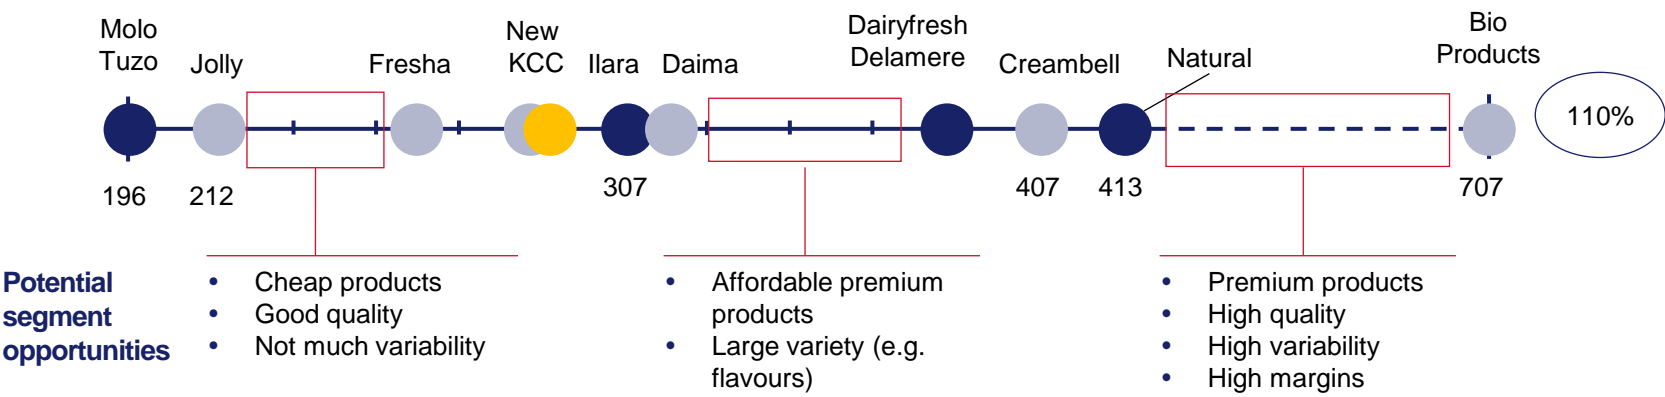 Molo
Tuzo
Jolly
Fresha
New
KCC
Ilara
Daima
Dairyfresh
Delamere
Creambell
Natural
Bio
Products
110%
196
212
307
407
413
707
Potential
segment
opportunities
• Cheap products
• Good quality
• Not much variability
• Affordable premium
products
• Large variety (e.g.
flavours)
• Premium products
• High quality
• High variability
• High margins